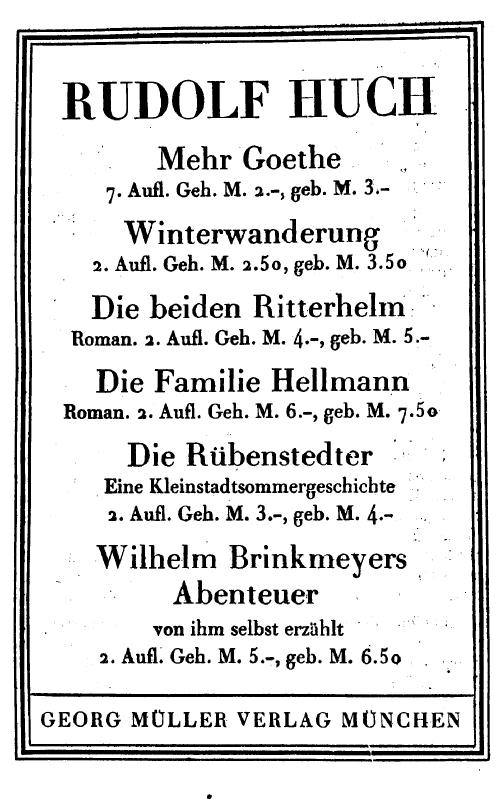 RUDOLF HUCH
Mehr Goethe
7. Aufl. Geh. M. 2.-, geb. M. 3.-
Winterwanderung
2. Aufl. Geh. M. 2.50, geb. M. 3.50
Die beiden Ritterhelm
Roman. 2. Aufl. Geh. M. 4.-, geb. M. 5.-
Die Familie Hellmann
Roman. 2. Aufl. Geh. M. 6.-, geb. M. 7.50
Die Rübenstedter
Eine Kleinstadtsommergeschichte
2. Aufl. Geh. M. 3.-, geb. M. 4.-
Wilhelm Brinkmeyers
Abenteuer
von ihm selbst erzählt
2. Aufl. Geh. M. 5.-, geb. M. 6.50
GEORG MÜLLER VERLAG MÜNCHEN